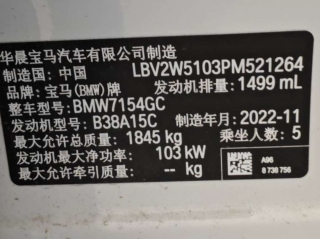 华晨宝马汽车有限公司制造
制造国：中国 LBV2W5103PM521264
品牌：宝马(BMW)牌 发动机排量：1499 mL
整车型号：BMW7154GC
发动机型号：B38A15C 制造年月：2022-11
最大允许总质量：1845 kg 乘坐人数：5
发动机最大净功率：103 kW
最大允许牵引质量：-- kg
A96
8 738 756